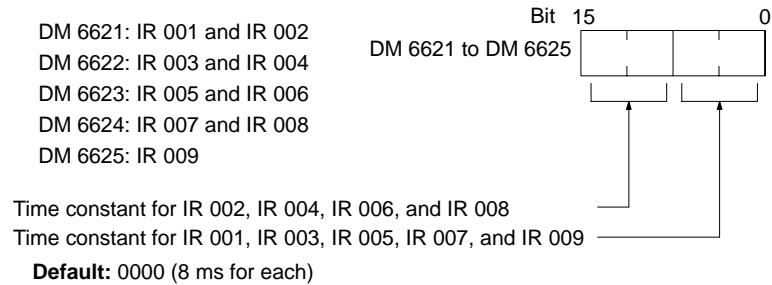 Bit 15 0
DM 6621: IR 001 and IR 002
DM 6621 to DM 6625
DM 6622: IR 003 and IR 004
DM 6623: IR 005 and IR 006
DM 6624: IR 007 and IR 008
DM 6625: IR 009
Time constant for IR 002, IR 004, IR 006, and IR 008
Time constant for IR 001, IR 003, IR 005, IR 007, and IR 009
Default: 0000 (8 ms for each)